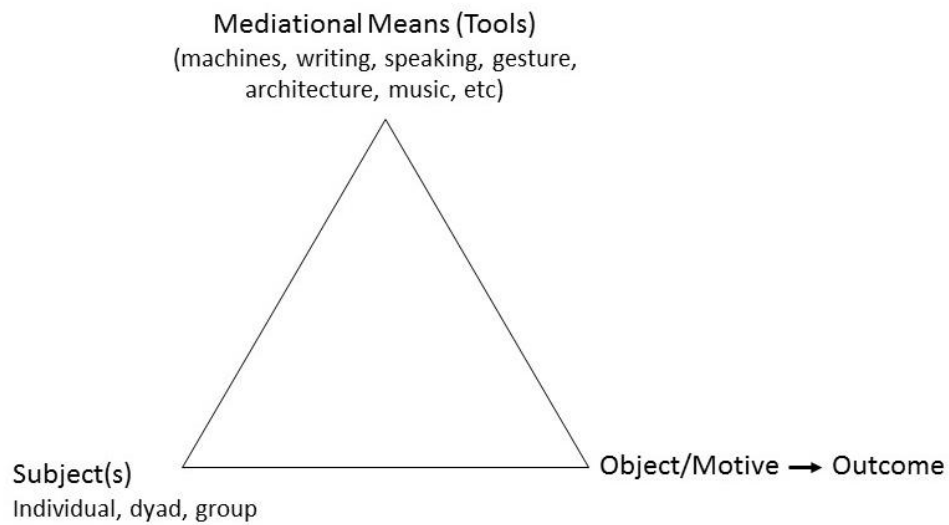 Mediational Means (Tools)
(machines, writing, speaking, gesture,
architecture, music, etc)
Subject(s)
Individual, dyad, group
Object/Motive → Outcome